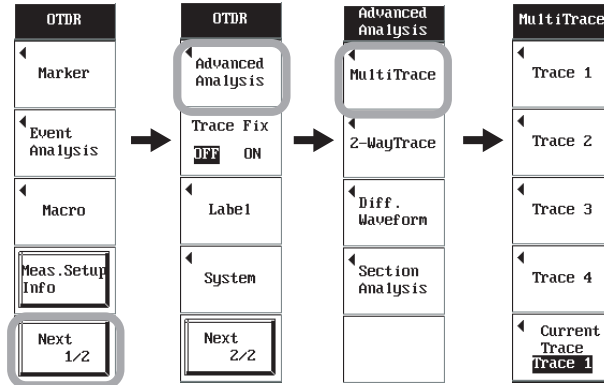 OTDR
Marker
Event
Analysis
Macro
Meas.Setup
Info
Next
1/2
OTDR
Advanced
Analysis
Trace Fix
OFF ON
Label
System
Next
2/2
Advanced
Analysis
MultiTrace
2-WayTrace
Diff.
Waveform
Section
Analysis
MultiTrace
Trace 1
Trace 2
Trace 3
Trace 4
Current
Trace
Trace 1